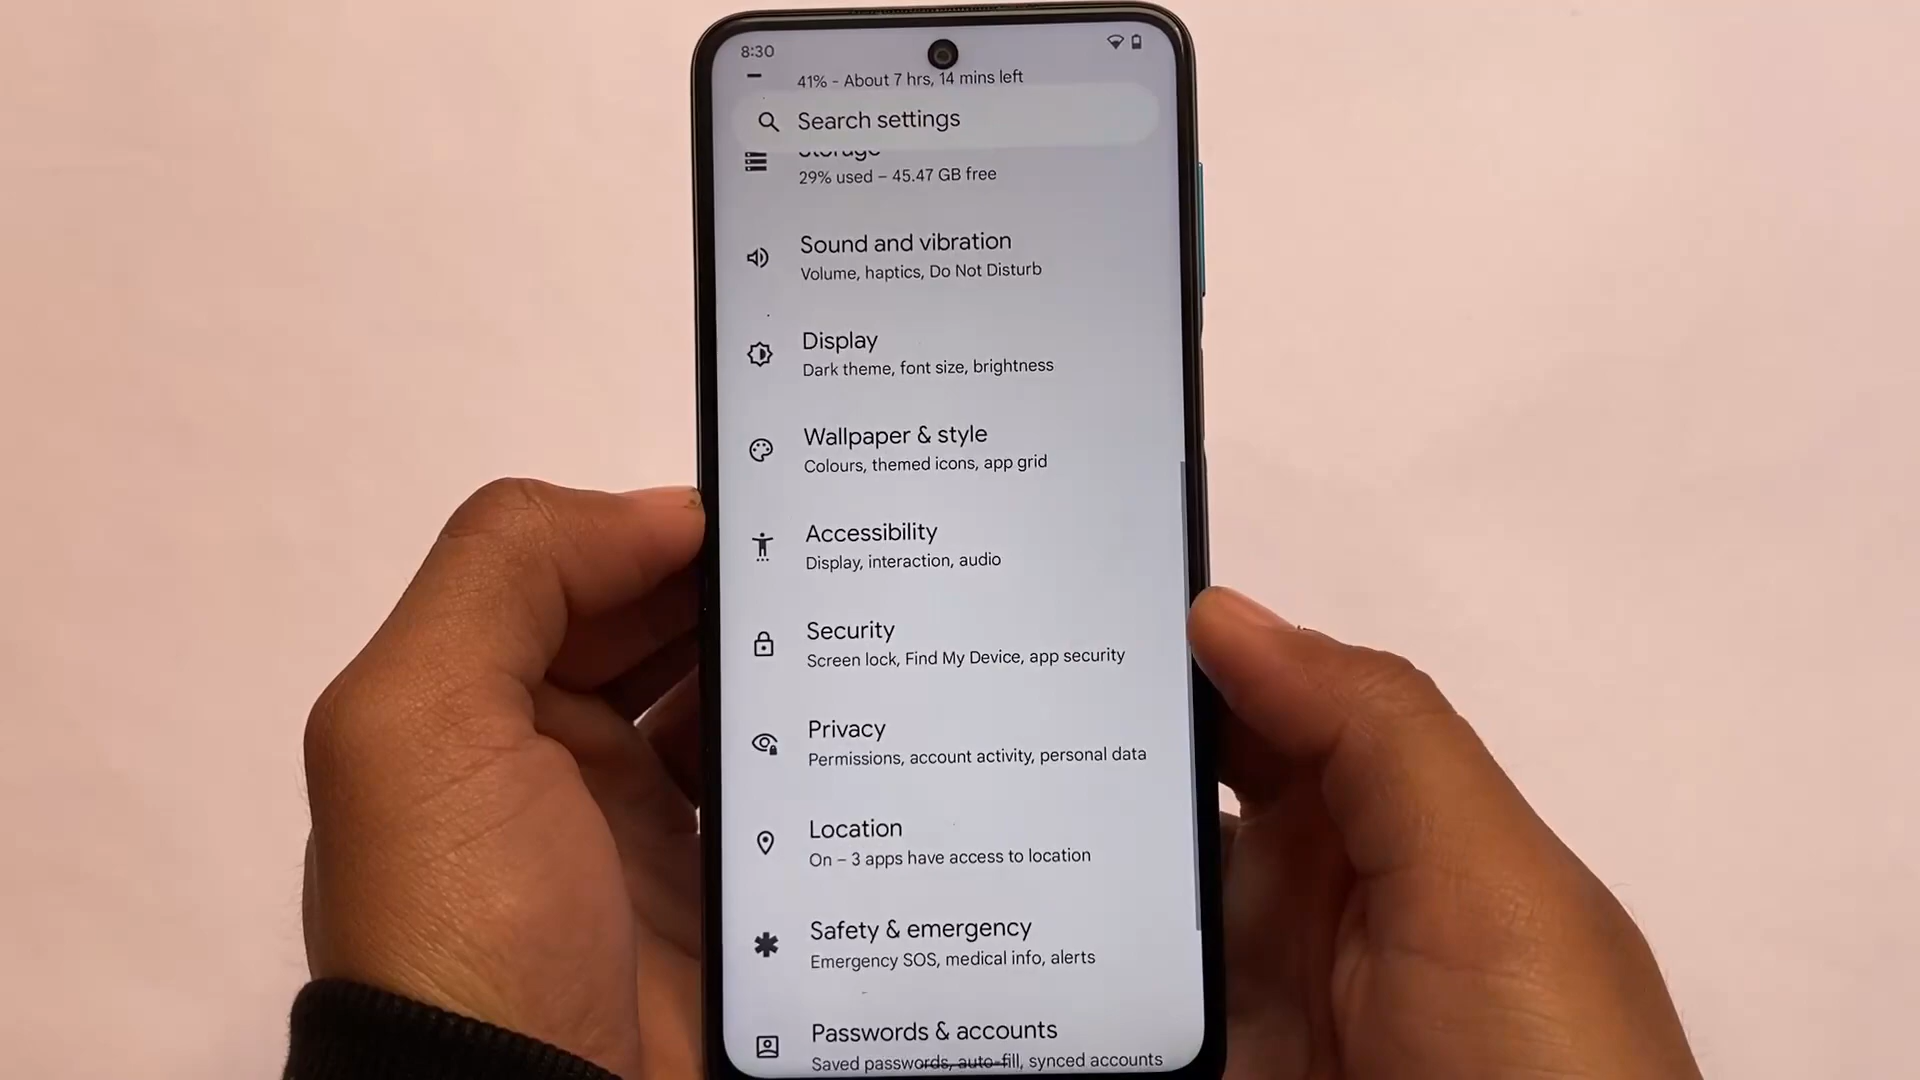 8:30
41% - About 7 hrs, 14 mins left
Search settings
Storage
29% used – 45.47 GB free
Sound and vibration
Volume, haptics, Do Not Disturb
Display
Dark theme, font size, brightness
Wallpaper & style
Colours, themed icons, app grid
Accessibility
Display, interaction, audio
Security
Screen lock, Find My Device, app security
Privacy
Permissions, account activity, personal data
Location
On – 3 apps have access to location
Safety & emergency
Emergency SOS, medical info, alerts
Passwords & accounts
Saved passwords, auto-fill, synced accounts